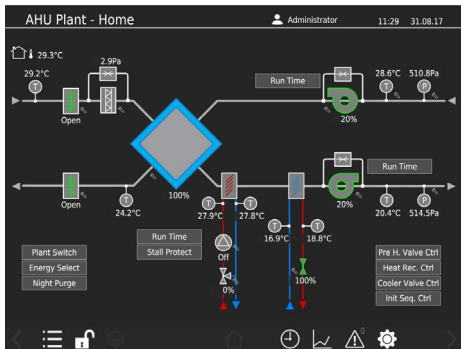 AHU Plant - Home
Administrator
11:29 31.08.17
29.3°C
29.2°C
2.9Pa
Run Time
28.6°C
510.8Pa
T
T
P
Open
20%
Run Time
Open
T
24.2°C
100%
20%
T
P
20.4°C
514.5Pa
T
T
27.9°C
27.8°C
T
T
16.9°C
18.8°C
Run Time
Stall Protect
Off
0%
100%
Plant Switch
Energy Select
Night Purge
Pre H. Valve Ctrl
Heat Rec. Ctrl
Cooler Valve Ctrl
Init Seq. Ctrl
0